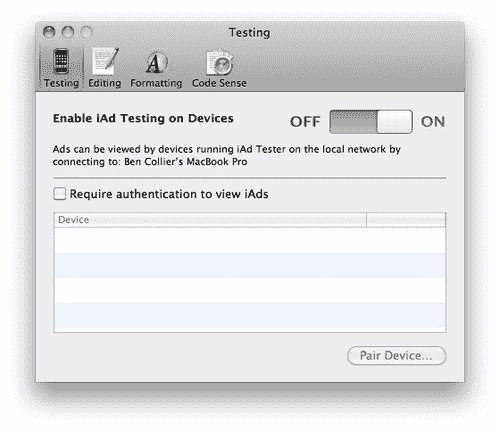 Testing
Testing Editing Formatting Code Sense
Enable iAd Testing on Devices OFF ON
Ads can be viewed by devices running iAd Tester on the local network by
connecting to: Ben Collier's MacBook Pro
Require authentication to view iAds
Device
Pair Device...